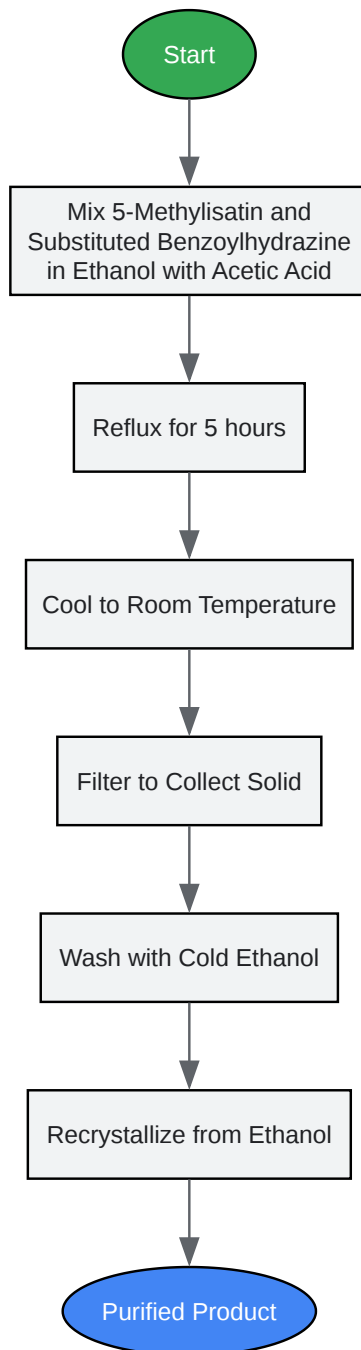 Start
Mix 5-Methylisatin and
Substituted Benzoylhydrazine
in Ethanol with Acetic Acid
Reflux for 5 hours
Cool to Room Temperature
Filter to Collect Solid
Wash with Cold Ethanol
Recrystallize from Ethanol
Purified Product